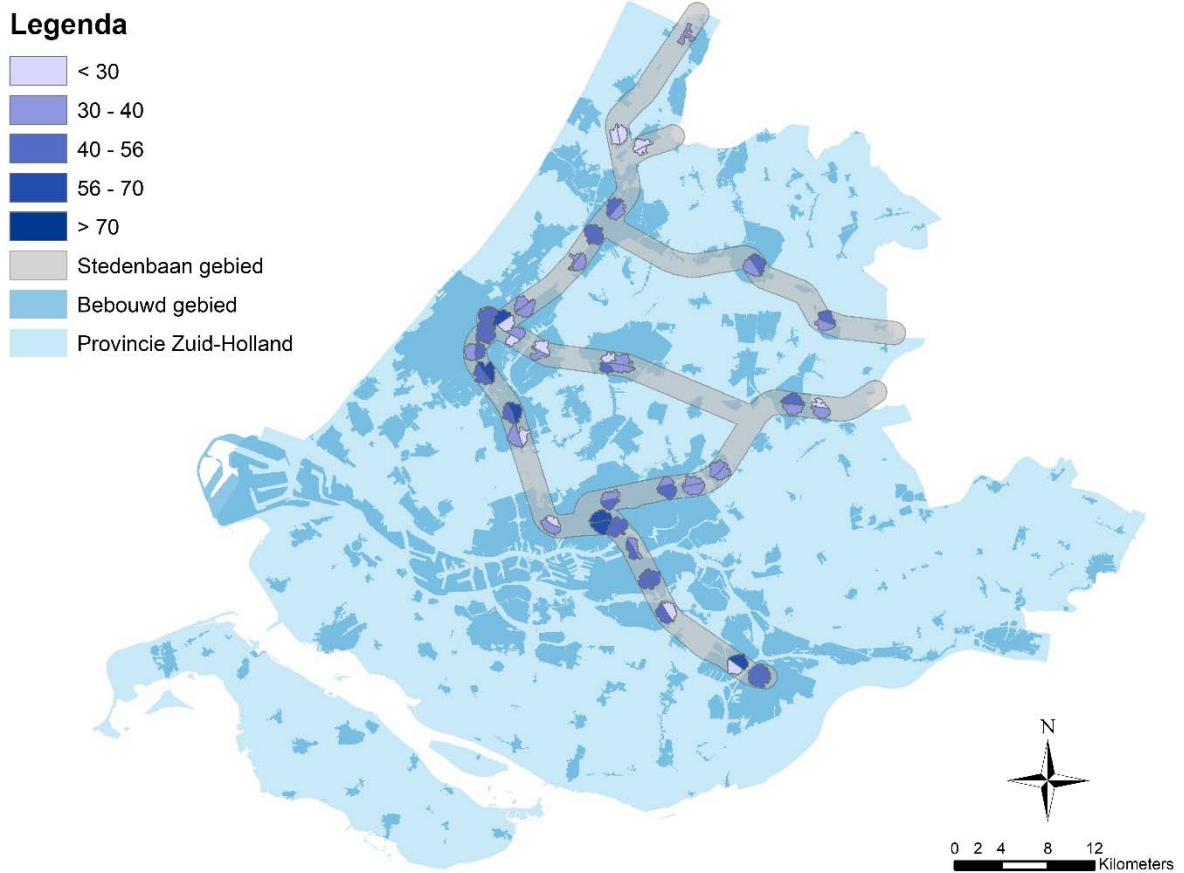 Legenda
< 30
30 - 40
40 - 56
56 - 70
> 70
Stedenbaan gebied
Bebouwd gebied
Provincie Zuid-Holland
N
0 2 4 8 12
Kilometers